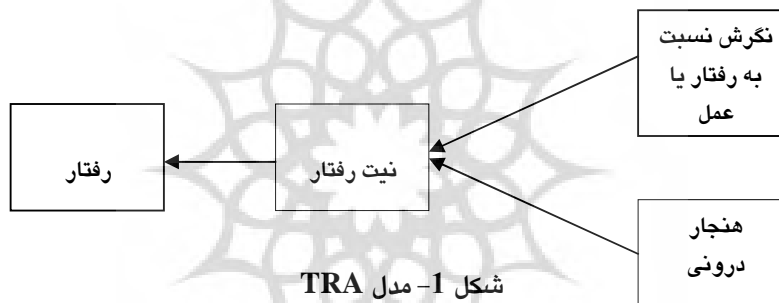 نگرش نسبت
به رفتار یا
عمل
نیت رفتار
رفتار
هنجار
درونی
شکل 1- مدل TRA